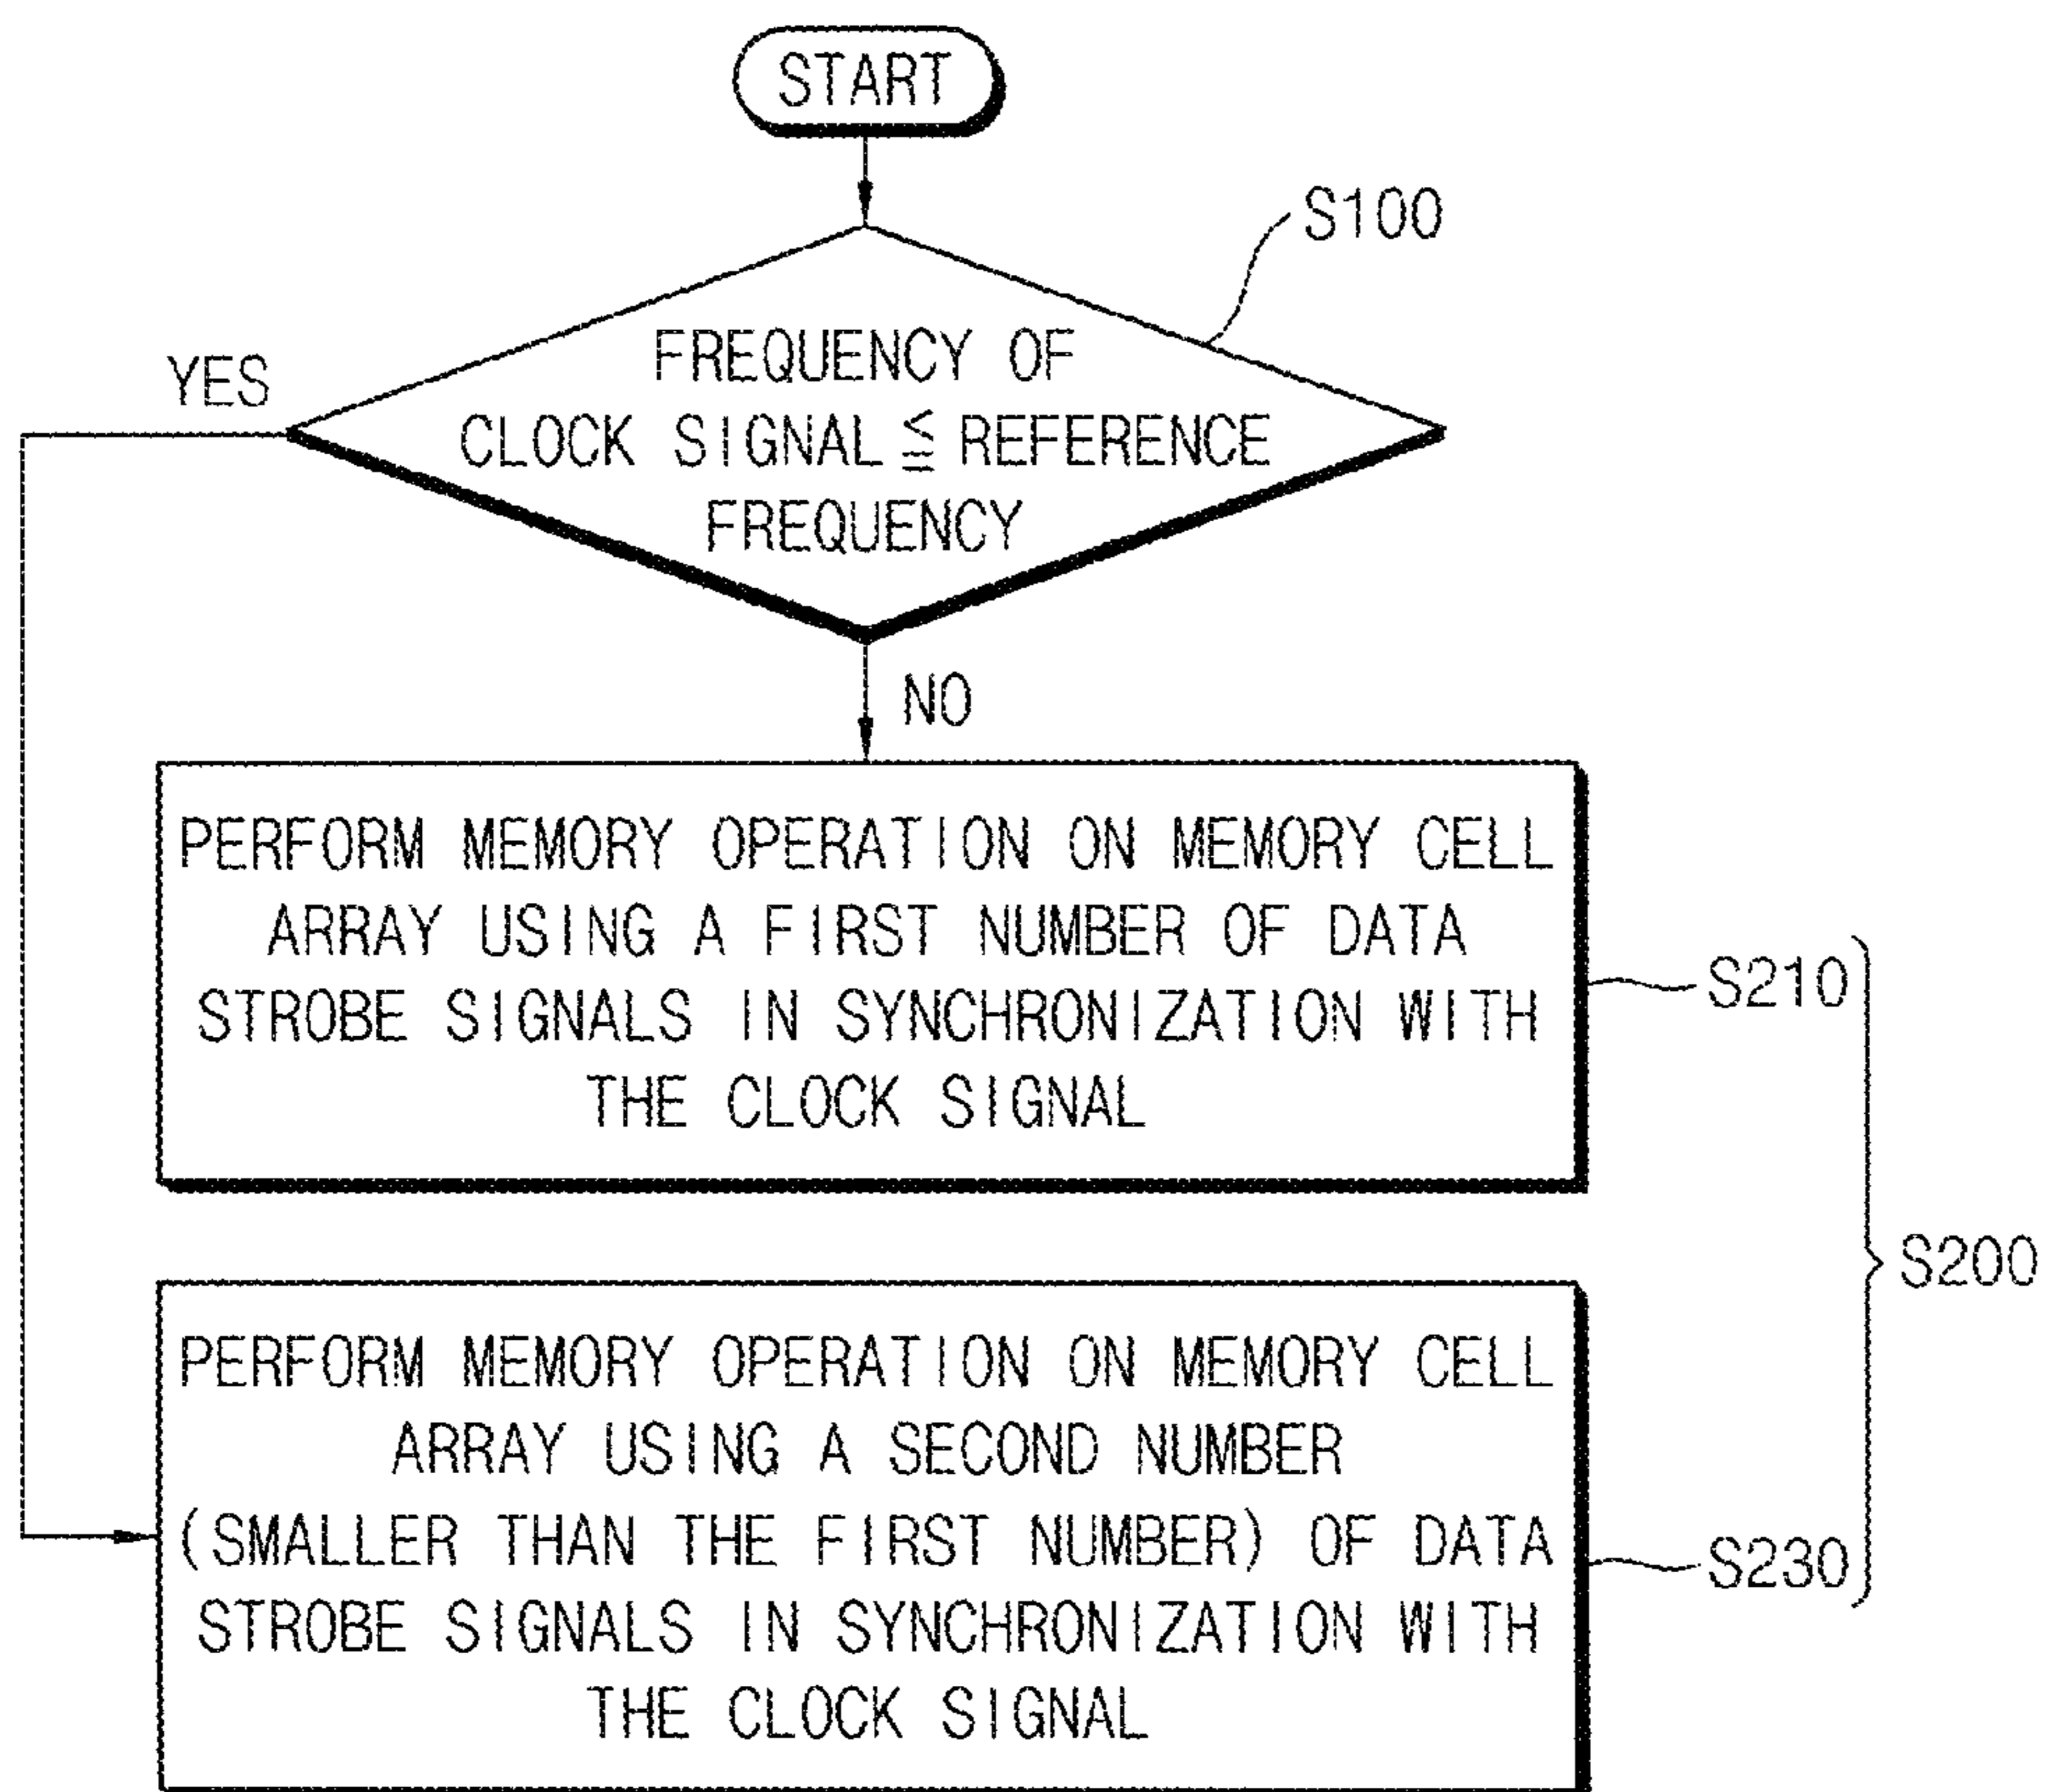 START
S100
YES
FREQUENCY OF
CLOCK SIGNAL ≦ REFERENCE
FREQUENCY
NO
PERFORM MEMORY OPERATION ON MEMORY CELL
ARRAY USING A FIRST NUMBER OF DATA
STROBE SIGNALS IN SYNCHRONIZATION WITH
THE CLOCK SIGNAL
S210
S200
PERFORM MEMORY OPERATION ON MEMORY CELL
ARRAY USING A SECOND NUMBER
(SMALLER THAN THE FIRST NUMBER) OF DATA
STROBE SIGNALS IN SYNCHRONIZATION WITH
THE CLOCK SIGNAL
S230